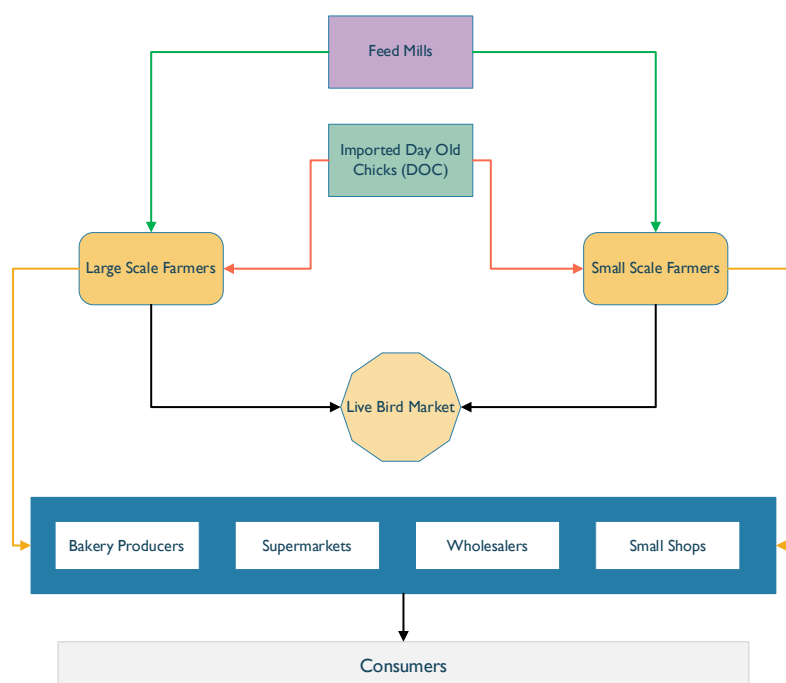 Feed Mills
Imported Day Old
Chicks (DOC)
Large Scale Farmers
Small Scale Farmers
Live Bird Market
Bakery Producers
Supermarkets
Wholesalers
Small Shops
Consumers